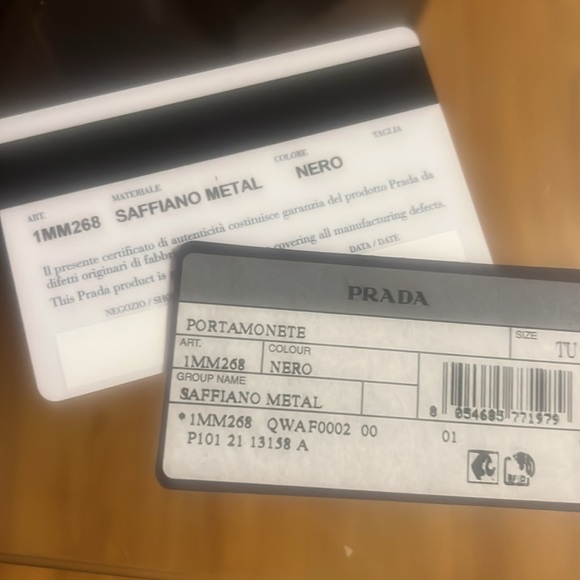 TAGLIA
COLORE
NERO
MATERIALE
SAFFIANO METAL
ART.
1MM268
Il presente certificato di autenticità costituisce garanzia del prodotto Prada da
difetti originari di fabbr
This Prada product is
covering all manufacturing defects.
DATA / DATE
NEGOZIO / SHO
PRADA
PORTAMONETE
SIZE
TU
ART.
1MM268
COLOUR
NERO
GROUP NAME
SAFFIANO METAL
8 054685 771979
*1MM268 QWAF0002 00 01
P101 21 13158 A